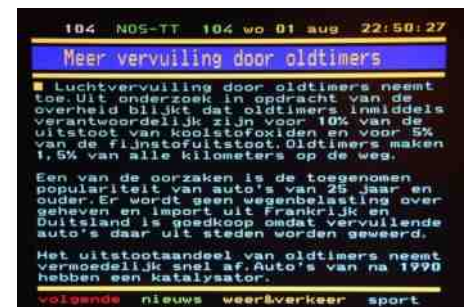 104 NOS-TT 104 wo 01 aug 22:50:27
Meer vervuiling door oldtimers
Luchtvervuiling door oldtimers neemt
toe.Uit onderzoek in opdracht van de
overheid blijkt dat oldtimers inmiddels
verantwoordelijk zijn voor 10% van de
uitstoot van koolstofoxiden en voor 5%
van de fijnstofuitstoot.Oldtimers maken
1,5% van alle kilometers op de weg.
Een van de oorzaken is de toegenomen
populariteit van auto's van 25 jaar en
ouder.Er wordt geen wegenbelasting over
geheven en import uit Frankrijk en
Duitsland is goedkoop omdat vervuilende
auto's daar uit steden worden geweerd.
Het uitstootaandeel van oldtimers neemt
vermoedelijk snel af.Auto's van na 1990
hebben een katalysator.
volgende nieuws weer&verkeer sport